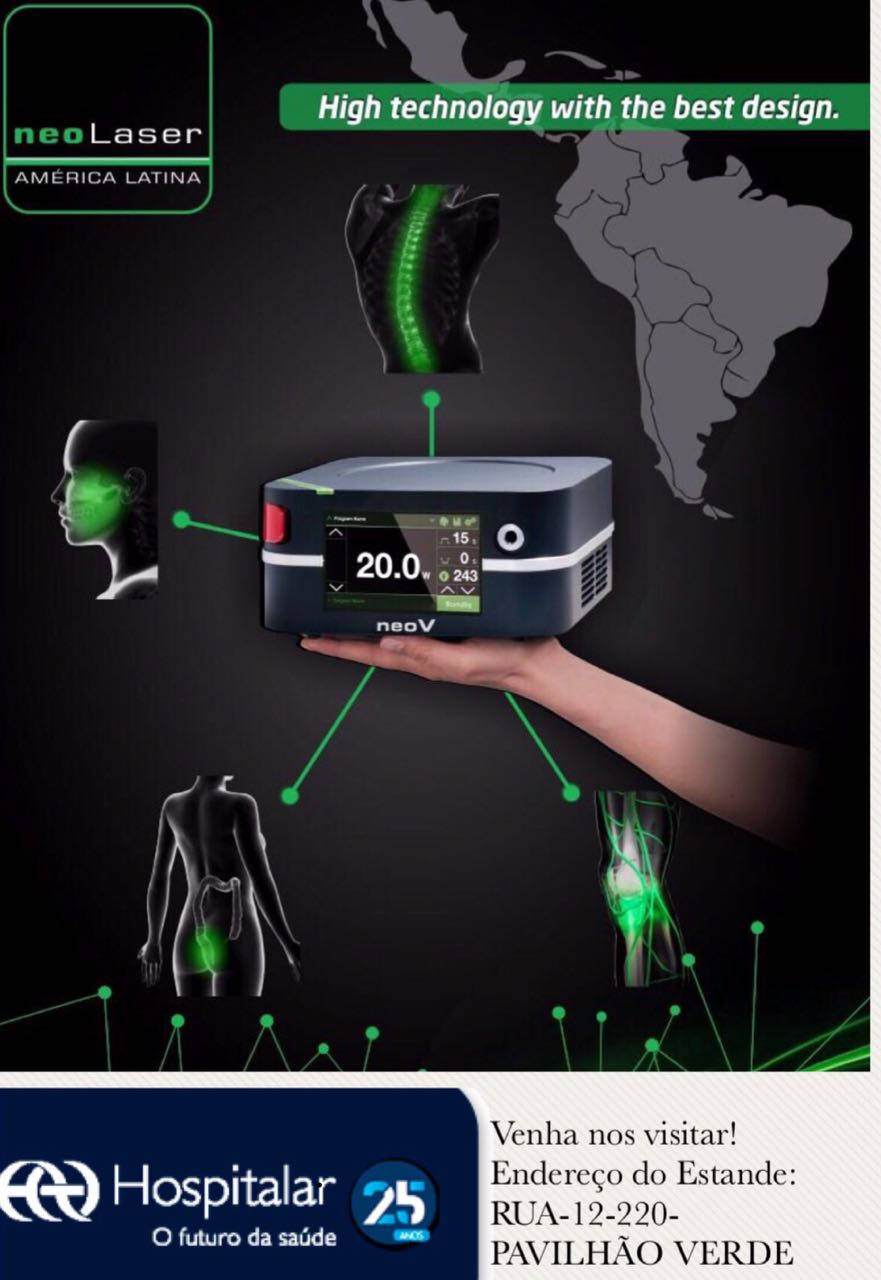 High technology with the best design.
neoLaser
AMÉRICA LATINA
Program Name
20.0 W
15 s
0 s
243
Standby
neoV
Hospitalar
O futuro da saúde
25
ANOS
Venha nos visitar!
Endereço do Estande:
RUA-12-220-
PAVILHÃO VERDE